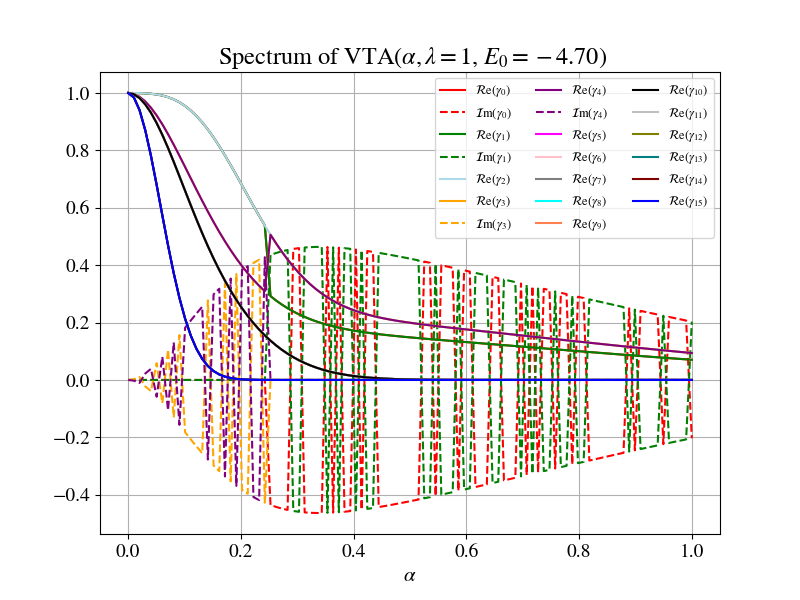 Spectrum of VTA(α, λ = 1, E₀ = −4.70)
1.0
0.8
0.6
0.4
0.2
0.0
−0.2
−0.4
ℛe(γ₀)
ℐm(γ₀)
ℛe(γ₁)
ℐm(γ₁)
ℛe(γ₂)
ℛe(γ₃)
ℐm(γ₃)
ℛe(γ₄)
ℐm(γ₄)
ℛe(γ₅)
ℛe(γ₆)
ℛe(γ₇)
ℛe(γ₈)
ℛe(γ₉)
ℛe(γ₁₀)
ℛe(γ₁₁)
ℛe(γ₁₂)
ℛe(γ₁₃)
ℛe(γ₁₄)
ℛe(γ₁₅)
0.0 0.2 0.4 0.6 0.8 1.0
α